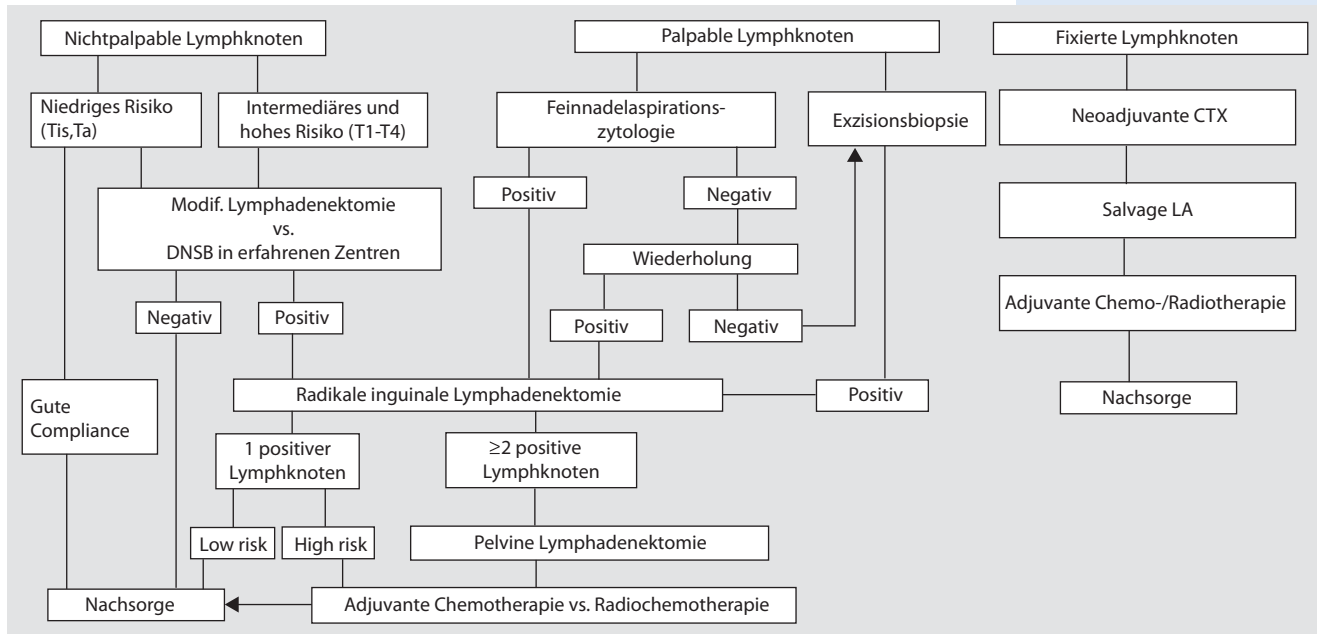 Nichtpalpable Lymphknoten
Palpable Lymphknoten
Fixierte Lymphknoten
Niedriges Risiko
(Tis,Ta)
Intermediäres und
hohes Risiko (T1-T4)
Feinnadelaspirations-
zytologie
Exzisionsbiopsie
Neoadjuvante CTX
Positiv
Negativ
Modif. Lymphadenektomie
vs.
DNSB in erfahrenen Zentren
Salvage LA
Wiederholung
Negativ
Positiv
Positiv
Negativ
Adjuvante Chemo-/Radiotherapie
Radikale inguinale Lymphadenektomie
Positiv
Nachsorge
Gute
Compliance
1 positiver
Lymphknoten
≥2 positive
Lymphknoten
Low risk
High risk
Pelvine Lymphadenektomie
Nachsorge
Adjuvante Chemotherapie vs. Radiochemotherapie